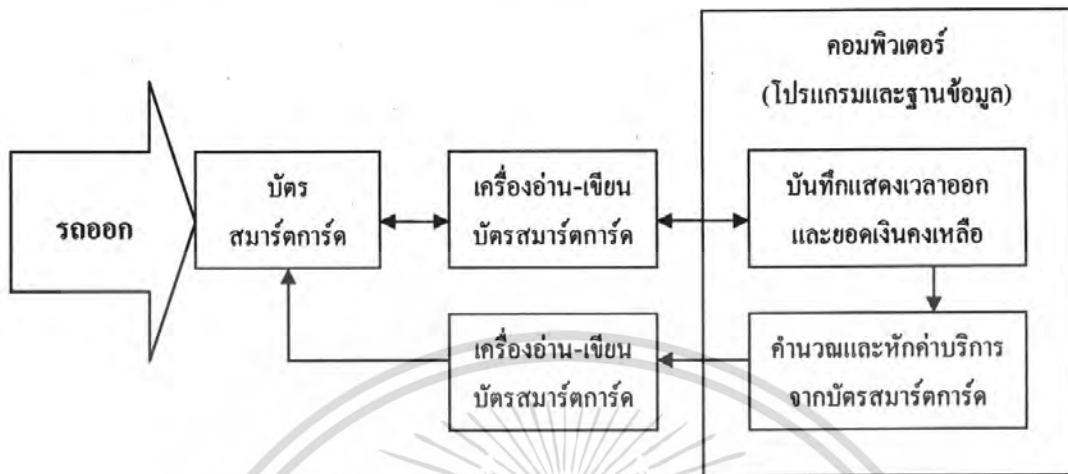 คอมพิวเตอร์
(โปรแกรมและฐานข้อมูล)
รถออก
บัตร
สมาร์ตการ์ด
เครื่องอ่าน-เขียน
บัตรสมาร์ตการ์ด
บันทึกแสดงเวลาออก
และยอดเงินคงเหลือ
เครื่องอ่าน-เขียน
บัตรสมาร์ตการ์ด
คำนวณและหักค่าบริการ
จากบัตรสมาร์ตการ์ด